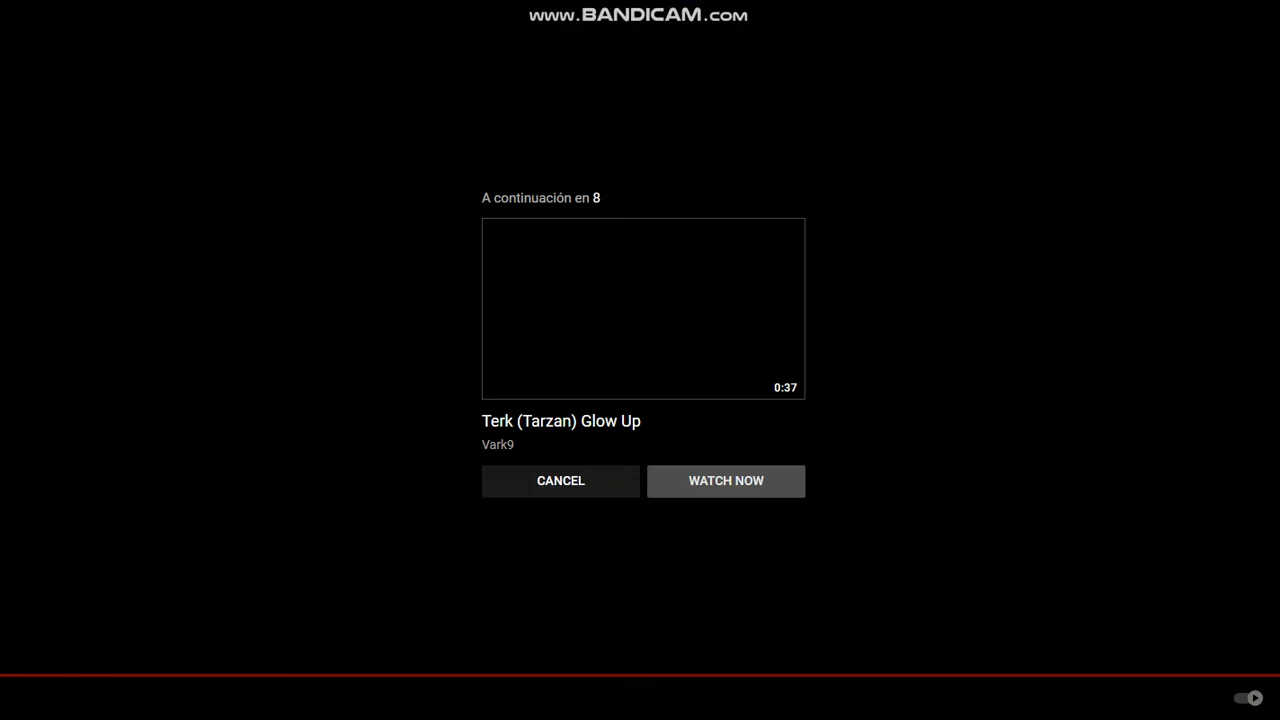 www.BANDICAM.com
A continuación en 8
0:37
Terk (Tarzan) Glow Up
Vark9
CANCEL
WATCH NOW